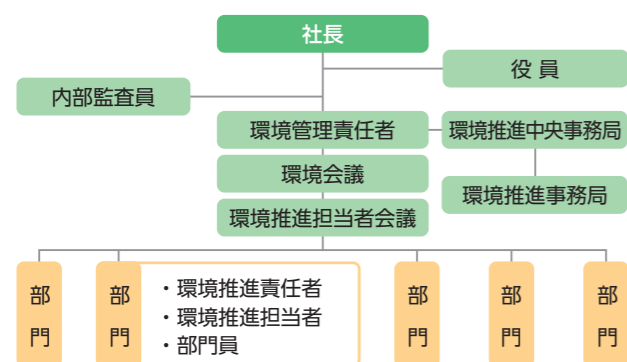 社長
役 員
内部監査員
環境管理責任者
環境推進中央事務局
環境会議
環境推進事務局
環境推進担当者会議
部門
部門
・環境推進責任者
・環境推進担当者
・部門員
部門
部門
部門